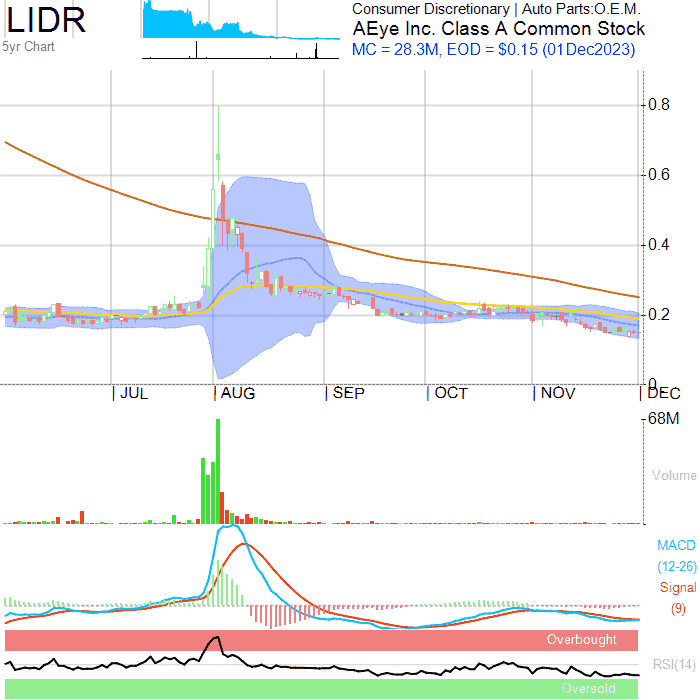 LIDR
5yr Chart
Consumer Discretionary | Auto Parts:O.E.M.
AEye Inc. Class A Common Stock
MC = 28.3M, EOD = $0.15 (01Dec2023)
0.8
0.6
0.4
0.2
0
| JUL | AUG | SEP | OCT | NOV | DEC
68M
Volume
MACD
(12-26)
Signal
(9)
Overbought
RSI(14)
Oversold